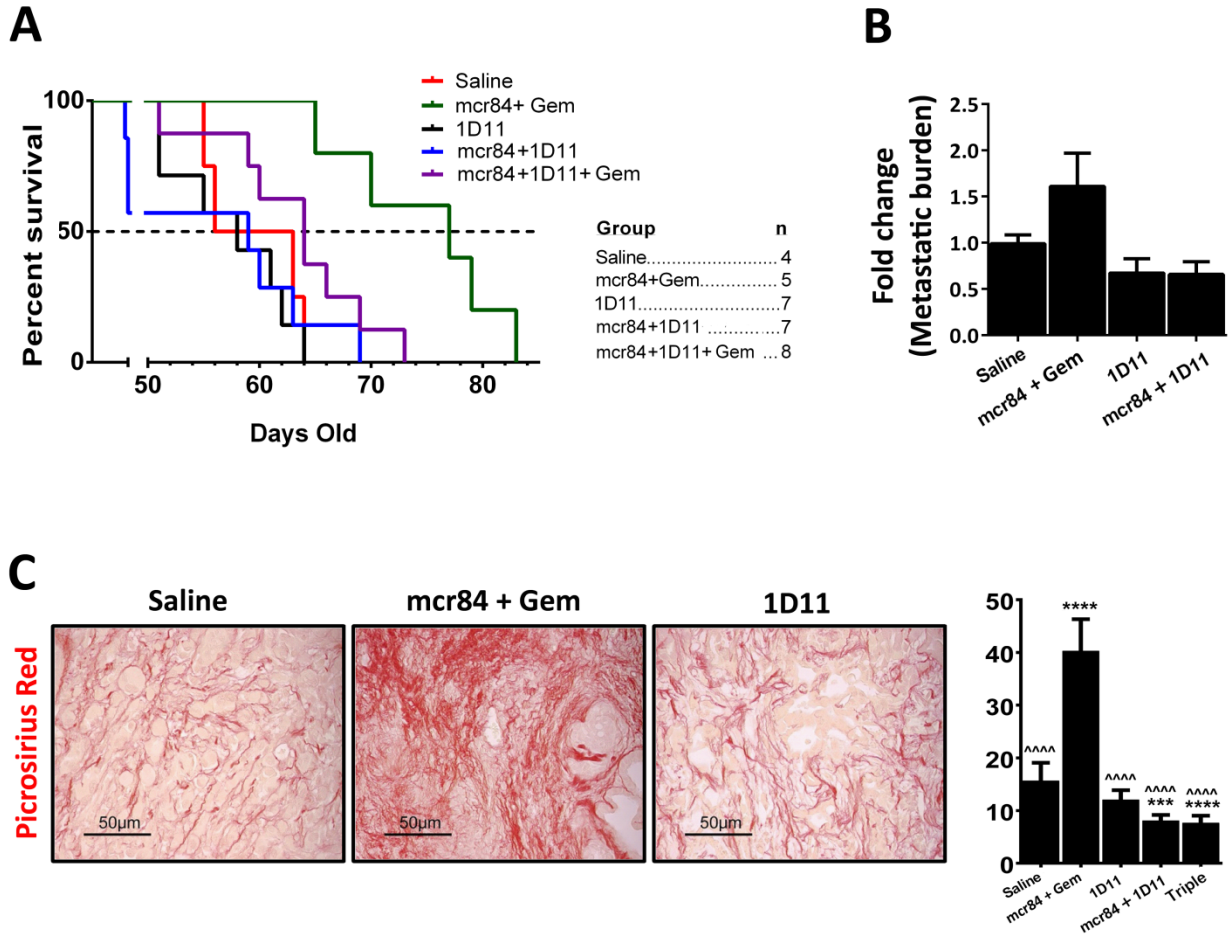 A
Saline
mcr84+ Gem
1D11
mcr84+1D11
mcr84+1D11+ Gem
Percent survival
100
50
0
50
60
70
80
Days Old
Group n
Saline........................ 4
mcr84+Gem............... 5
1D11.......................... 7
mcr84+1D11 ............. 7
mcr84+1D11+ Gem ... 8
B
Fold change
(Metastatic burden)
2.5
2.0
1.5
1.0
0.5
0.0
Saline
mcr84 + Gem
1D11
mcr84 + 1D11
C
Picrosirius Red
Saline
mcr84 + Gem
1D11
50µm
50µm
50µm
50
40
30
20
10
0
^^^^
****
^^^^
^^^^
***
^^^^
****
Saline
mcr84 + Gem
1D11
mcr84 + 1D11
Triple